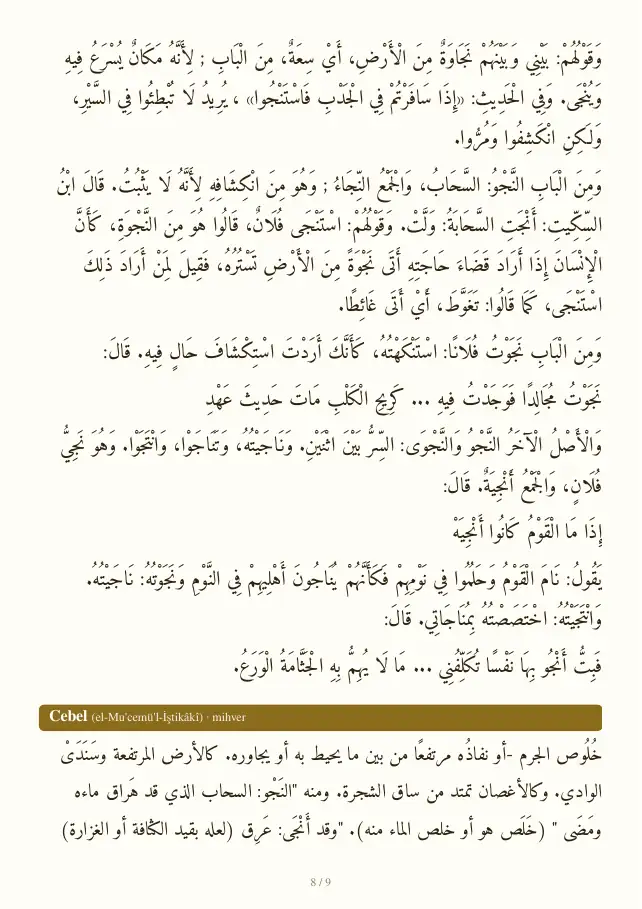 وَقَوْلُهُمْ: بَيْنِي وَبَيْنَهُمْ نَجَاوَةٌ مِنَ الْأَرْضِ، أَيْ سِعَةٌ، مِنَ الْبَابِ ; لِأَنَّهُ مَكَانٌ يُسْرَعُ فِيهِ
وَيُنْجَى. وَفِي الْحَدِيثِ: «إِذَا سَافَرْتُمْ فِي الْجَدْبِ فَاسْتَنْجُوا» ، يُرِيدُ لَا تُبْطِئُوا فِي السَّيْرِ،
وَلَكِنِ انْكَشِفُوا وَمُرُّوا.
وَمِنَ الْبَابِ النَّجْوُ: السَّحَابُ، وَالْجَمْعُ النِّجَاءُ ; وَهُوَ مِنَ انْكِشَافِهِ لِأَنَّهُ لَا يَثْبُتُ. قَالَ ابْنُ
السِّكِّيتِ: أَنْجَتِ السَّحَابَةُ: وَلَّتْ. وَقَوْلُهُمْ: اسْتَنْجَى فُلَانٌ، قَالُوا هُوَ مِنَ النَّجْوَةِ، كَأَنَّ
الْإِنْسَانَ إِذَا أَرَادَ قَضَاءَ حَاجَتِهِ أَتَى نَجْوَةً مِنَ الْأَرْضِ تَسْتُرُهُ، فَقِيلَ لِمَنْ أَرَادَ ذَلِكَ
اسْتَنْجَى، كَمَا قَالُوا: تَغَوَّطَ، أَيْ أَتَى غَائِطًا.
وَمِنَ الْبَابِ نَجَوْتُ فُلَانًا: اسْتَنْكَهْتُهُ، كَأَنَّكَ أَرَدْتَ اسْتِكْشَافَ حَالِ فِيهِ. قَالَ:
نَجَوْتُ مُجَالِدًا فَوَجَدْتُ فِيهِ ... كَرِيحِ الْكَلْبِ مَاتَ حَدِيثَ عَهْدِ
وَالْأَصْلُ الْآخَرُ النَّجْوُ وَالنَّجْوَى: السِّرُّ بَيْنَ اثْنَيْنِ. وَنَاجَيْتُهُ، وَتَنَاجَوْا، وَانْتَجَوْا. وَهُوَ نَجِيُّ
فُلَانٍ، وَالْجَمْعُ أَنْجِيَةٌ. قَالَ:
إِذَا مَا الْقَوْمُ كَانُوا أَنْجِيَهْ
يَقُولُ: نَامَ الْقَوْمُ وَحَلُمُوا فِي نَوْمِهِمْ فَكَأَنَّهُمْ يُنَاجُونَ أَهْلِيهِمْ فِي النَّوْمِ وَنَجَوْتُهُ: نَاجَيْتُهُ.
وَانْتَجَيْتُهُ: اخْتَصَصْتُهُ بِمُنَاجَاتِي. قَالَ:
فَبِتُّ أَنْجُو بِهَا نَفْسًا تُكَلِّفُنِي ... مَا لَا يُهِمُّ بِهِ الْجَثَّامَةُ الْوَرَعُ.
Cebel (el-Mu'cemü'l-İştikâkî) · mihver
خُلُوص الجرم -أو نفاذُه مرتفعًا من بين ما يحيط به أو يجاوره. كالأرض المرتفعة وسَنَدَىْ
الوادي. وكالأغصان تمتد من ساق الشجرة. ومنه "النَجْو: السحاب الذي قد هَراق ماءه
ومَضَى " (خَلَص هو أو خلص الماء منه). "وقد أَنْجَى: عَرِق (لعله بقيد الكثافة أو الغزارة)
8 / 9